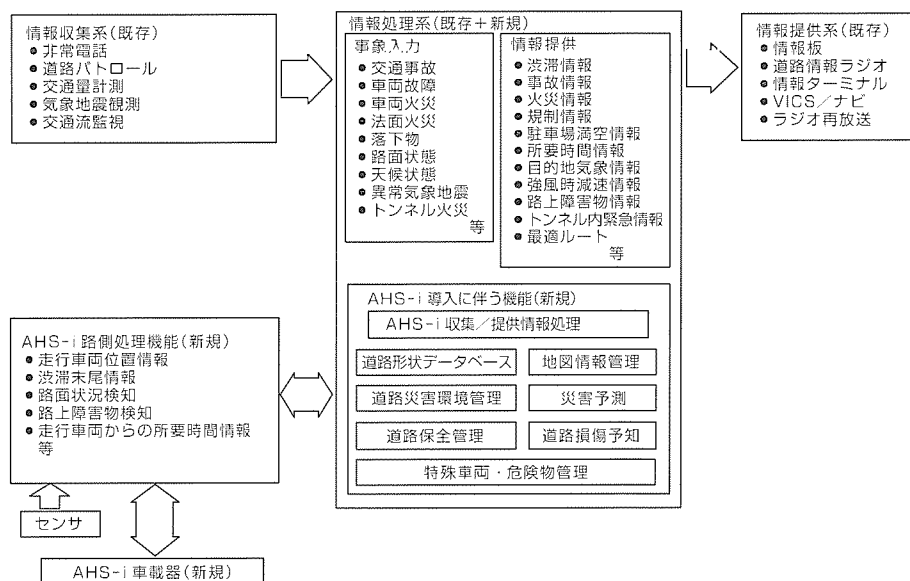 情報収集系(既存)
● 非常電話
● 道路パトロール
● 交通量計測
● 気象地震観測
● 交通流監視
情報処理系(既存+新規)
事象入力
● 交通事故
● 車両故障
● 車両火災
● 法面火災
● 落下物
● 路面状態
● 天候状態
● 異常気象地震
● トンネル火災
等
情報提供
● 渋滞情報
● 事故情報
● 火災情報
● 規制情報
● 駐車場満空情報
● 所要時間情報
● 目的地気象情報
● 強風時減速情報
● 路上障害物情報
● トンネル内緊急情報
● 最適ルート
等
情報提供系(既存)
● 情報板
● 道路情報ラジオ
● 情報ターミナル
● VICS/ナビ
● ラジオ再放送
AHS-i導入に伴う機能(新規)
AHS-i収集/提供情報処理
道路形状データベース
地図情報管理
道路災害環境管理
災害予測
道路保全管理
道路損傷予知
特殊車両・危険物管理
AHS-i路側処理機能(新規)
● 走行車両位置情報
● 渋滞末尾情報
● 路面状況検知
● 路上障害物検知
● 走行車両からの所要時間情報
等
センサ
AHS-i車載器(新規)